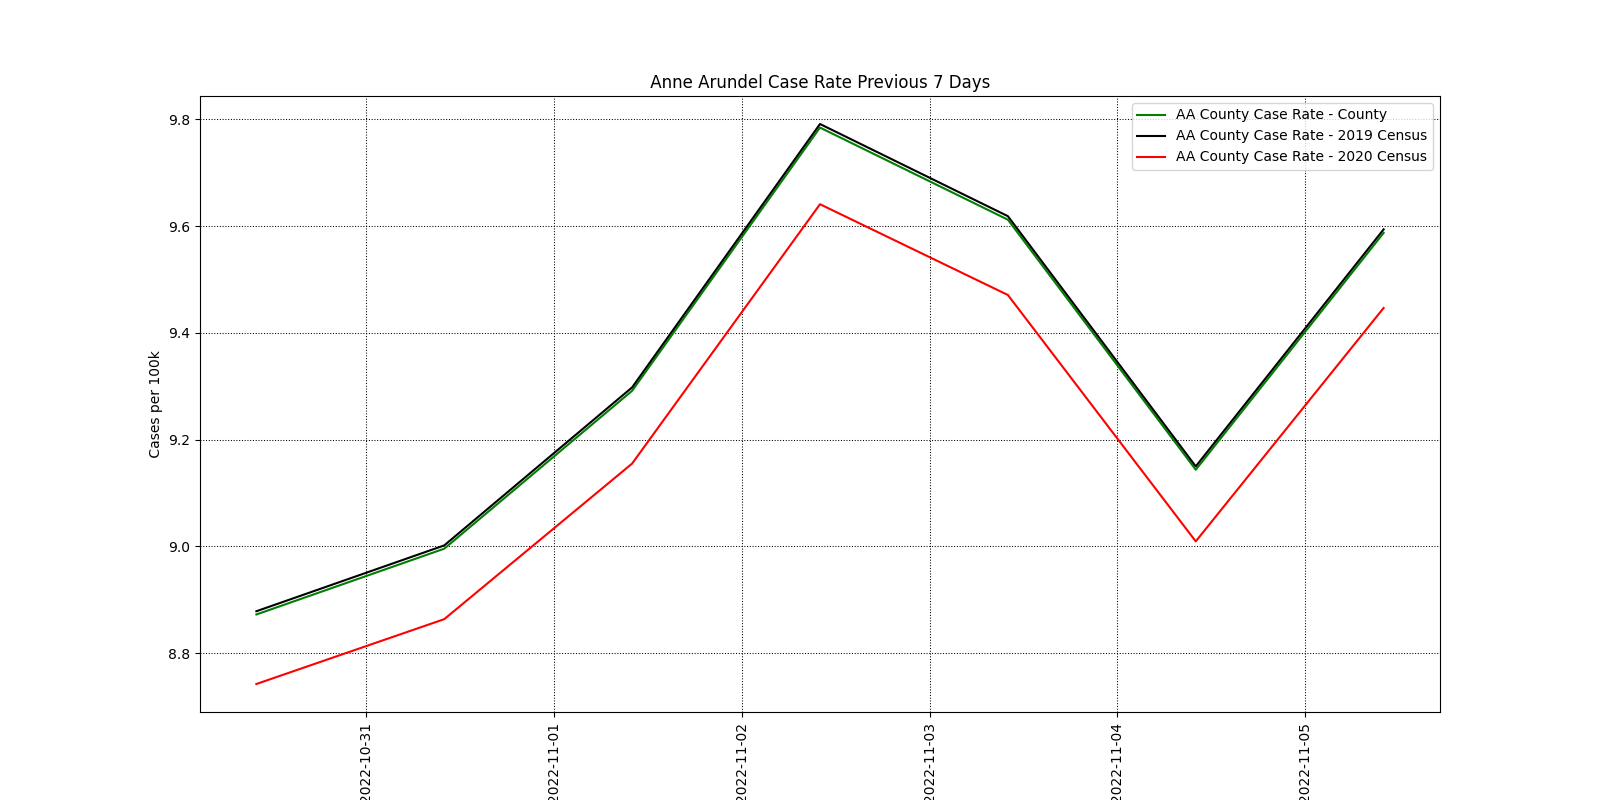 Anne Arundel Case Rate Previous 7 Days
AA County Case Rate - County
AA County Case Rate - 2019 Census
AA County Case Rate - 2020 Census
Cases per 100k
9.8
9.6
9.4
9.2
9.0
8.8
2022-10-31
2022-11-01
2022-11-02
2022-11-03
2022-11-04
2022-11-05